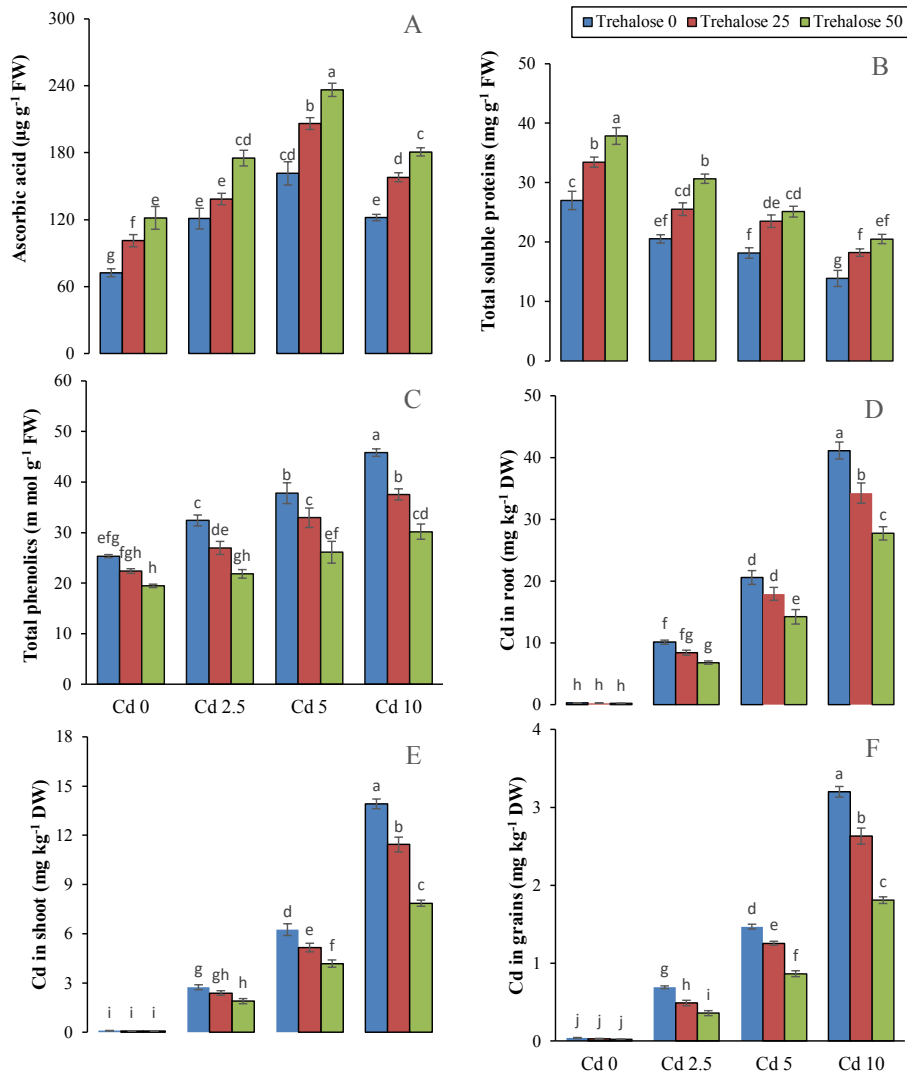 Trehalose 0 Trehalose 25 Trehalose 50
A
Ascorbic acid (µg g-1 FW)
300
240
180
120
60
0
g f e
e e cd
cd b a
e d c
B
Total soluble proteins (mg g-1 FW)
50
40
30
20
10
0
c b a
ef cd b
f de cd
g f ef
C
Total phenolics (m mol g-1 FW)
60
50
40
30
20
10
0
efg fgh h
c de gh
b c ef
a b cd
Cd 0 Cd 2.5 Cd 5 Cd 10
D
Cd in root (mg kg-1 DW)
50
40
30
20
10
0
h h h
f fg g
d d e
a b c
E
Cd in shoot (mg kg-1 DW)
18
15
12
9
6
3
0
i i i
g gh h
d e f
a b c
F
Cd in grains (mg kg-1 DW)
4
3
2
1
0
j j j
g h i
d e f
a b c
Cd 0 Cd 2.5 Cd 5 Cd 10